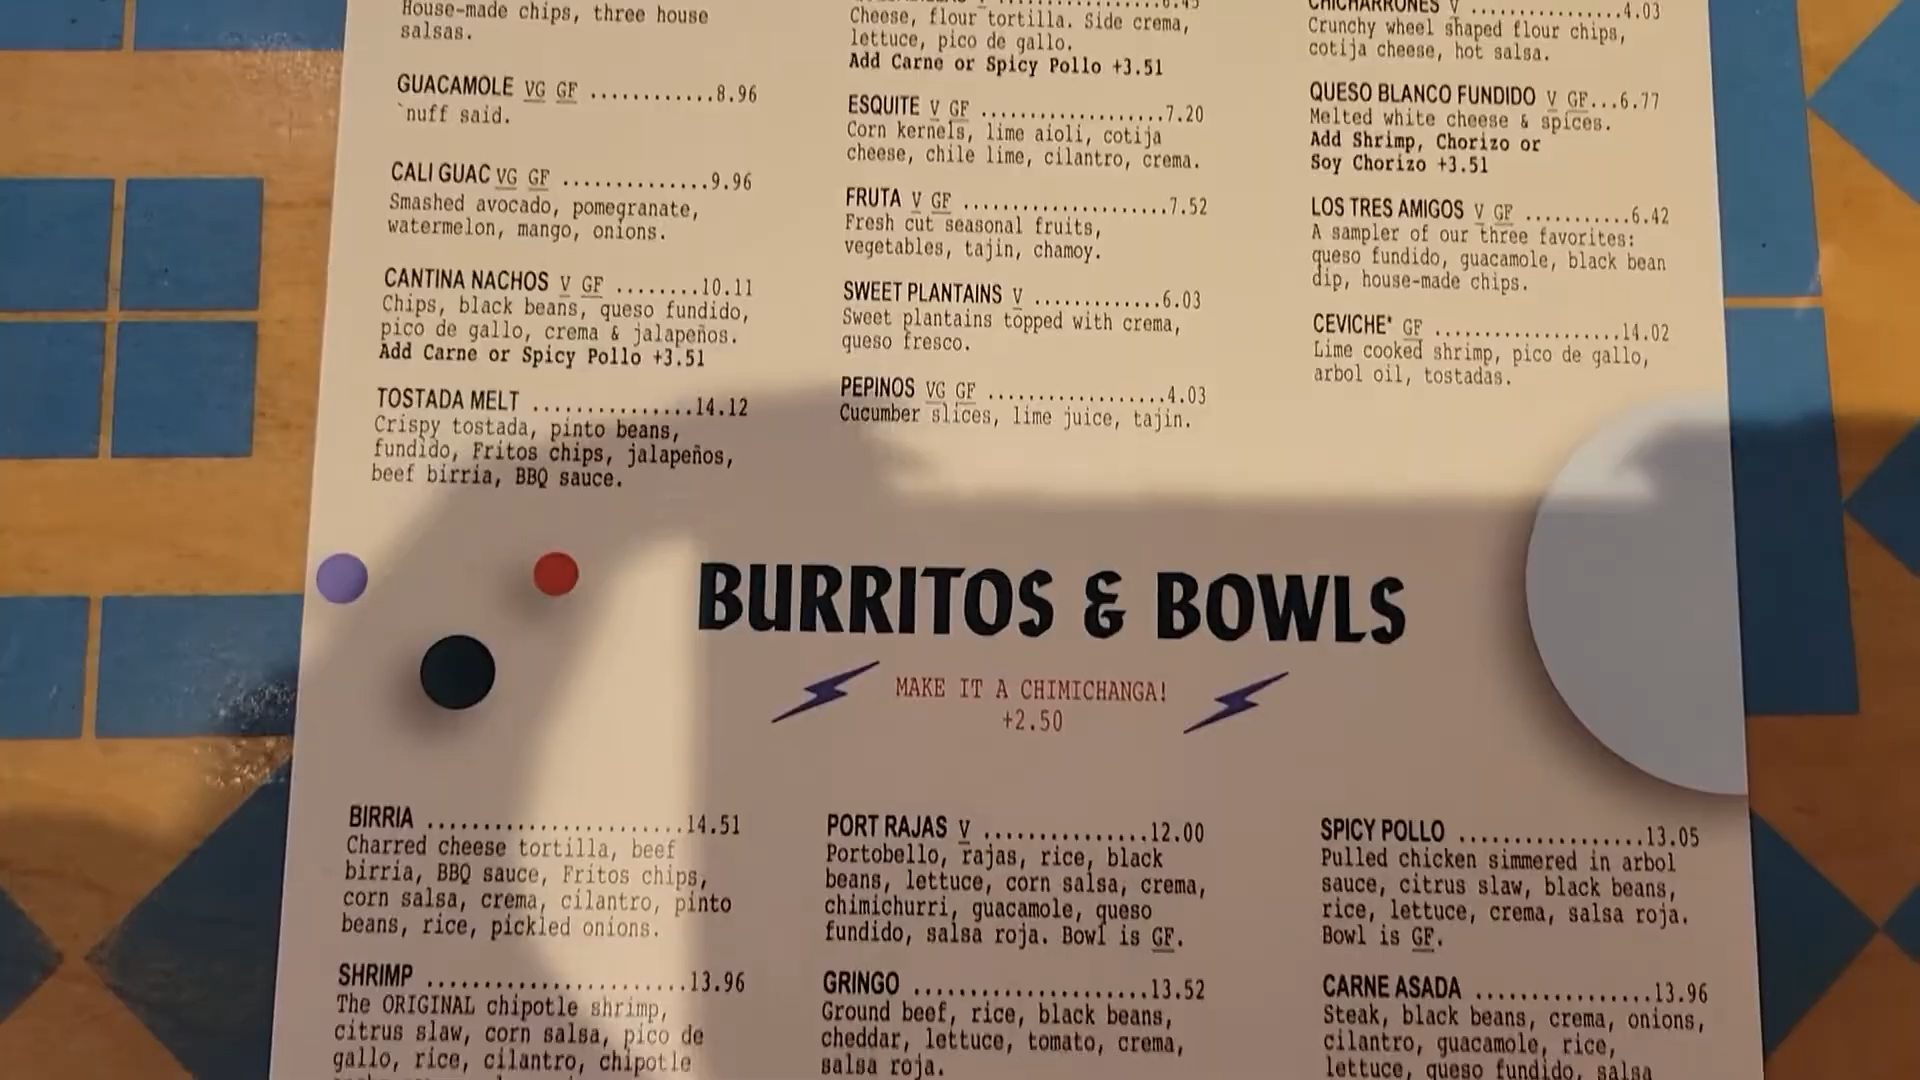 House-made chips, three house
salsas.
GUACAMOLE VG GF ............8.96
`nuff said.
CALI GUAC VG GF ..............9.96
Smashed avocado, pomegranate,
watermelon, mango, onions.
CANTINA NACHOS V GF ........10.11
Chips, black beans, queso fundido,
pico de gallo, crema & jalapeños.
Add Carne or Spicy Pollo +3.51
TOSTADA MELT ................14.12
Crispy tostada, pinto beans,
fundido, Fritos chips, jalapeños,
beef birria, BBQ sauce.
Cheese, flour tortilla. Side crema,
lettuce, pico de gallo.
Add Carne or Spicy Pollo +3.51
ESQUITE V GF ..................7.20
Corn kernels, lime aioli, cotija
cheese, chile lime, cilantro, crema.
FRUTA V GF ....................7.52
Fresh cut seasonal fruits,
vegetables, tajin, chamoy.
SWEET PLANTAINS V .............6.03
Sweet plantains topped with crema,
queso fresco.
PEPINOS VG GF .................4.03
Cucumber slices, lime juice, tajin.
CHICHARRONES V ...............4.03
Crunchy wheel shaped flour chips,
cotija cheese, hot salsa.
QUESO BLANCO FUNDIDO V GF...6.77
Melted white cheese & spices.
Add Shrimp, Chorizo or
Soy Chorizo +3.51
LOS TRES AMIGOS V GF ..........6.42
A sampler of our three favorites:
queso fundido, guacamole, black bean
dip, house-made chips.
CEVICHE* GF ..................14.02
Lime cooked shrimp, pico de gallo,
arbol oil, tostadas.
BURRITOS & BOWLS
MAKE IT A CHIMICHANGA!
+2.50
BIRRIA .........................14.51
Charred cheese tortilla, beef
birria, BBQ sauce, Fritos chips,
corn salsa, crema, cilantro, pinto
beans, rice, pickled onions.
SHRIMP .........................13.96
The ORIGINAL chipotle shrimp,
citrus slaw, corn salsa, pico de
gallo, rice, cilantro, chipotle
PORT RAJAS V ................12.00
Portobello, rajas, rice, black
beans, lettuce, corn salsa, crema,
chimichurri, guacamole, queso
fundido, salsa roja. Bowl is GF.
GRINGO .......................13.52
Ground beef, rice, black beans,
cheddar, lettuce, tomato, crema,
salsa roja.
SPICY POLLO ..................13.05
Pulled chicken simmered in arbol
sauce, citrus slaw, black beans,
rice, lettuce, crema, salsa roja.
Bowl is GF.
CARNE ASADA .................13.96
Steak, black beans, crema, onions,
cilantro, guacamole, rice,
lettuce, queso fundido, salsa